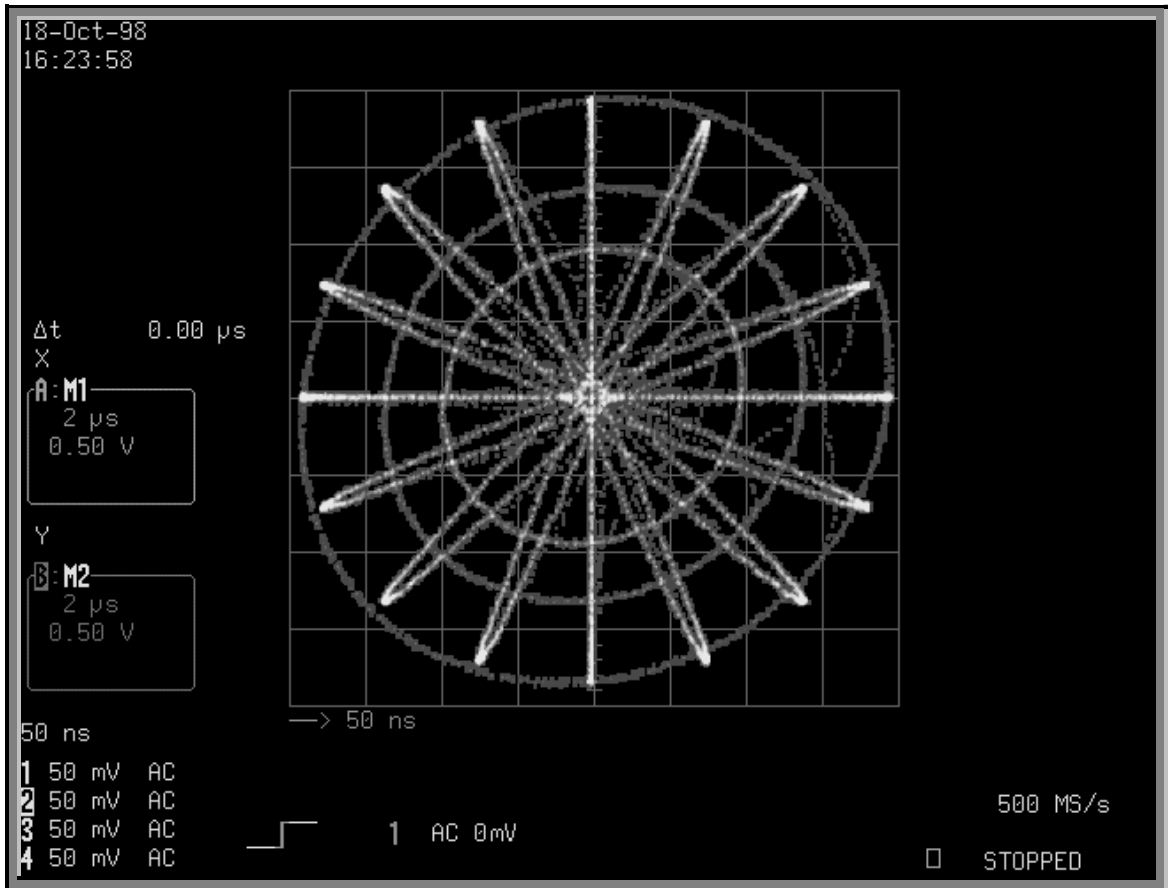 18-Oct-98
16:23:58
Δt 0.00 µs
X
A:M1
2 µs
0.50 V
Y
B:M2
2 µs
0.50 V
—> 50 ns
50 ns
1 50 mV AC
2 50 mV AC
3 50 mV AC
4 50 mV AC
1 AC 0mV
500 MS/s
STOPPED